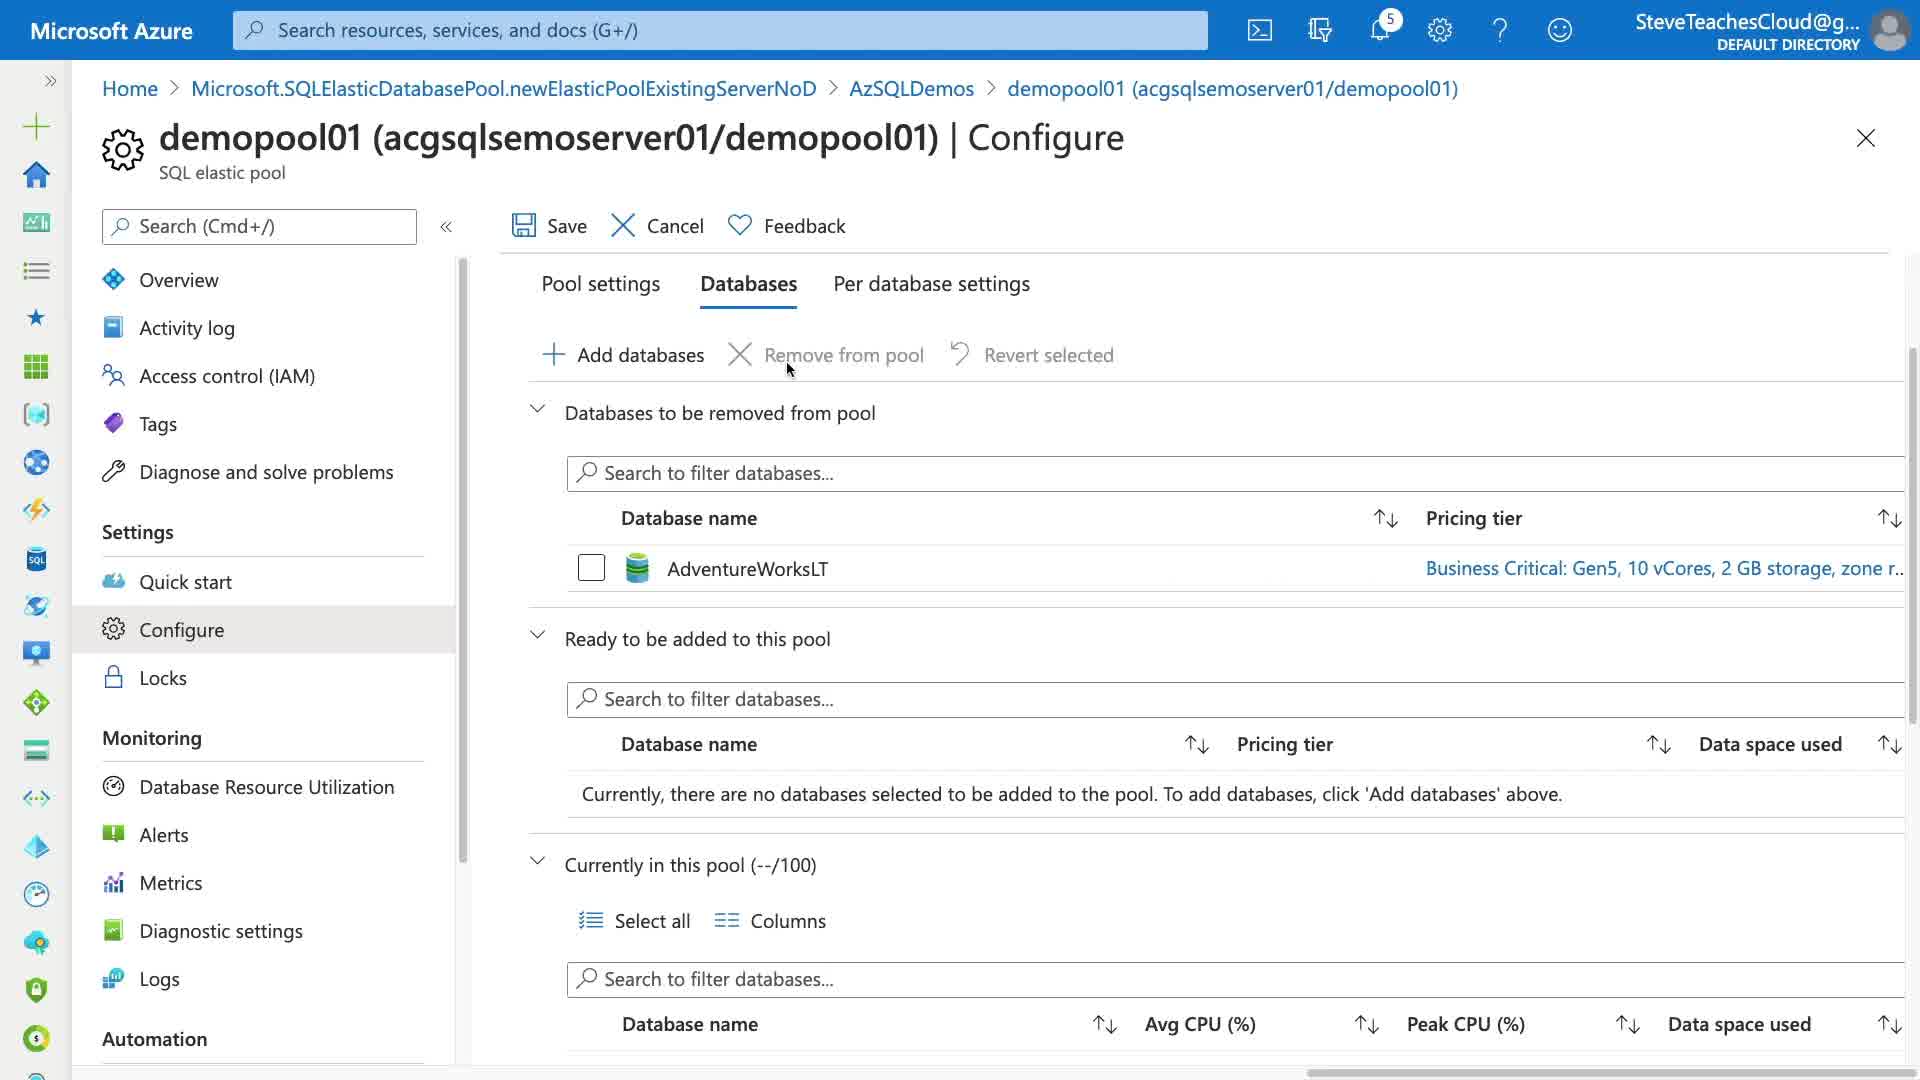 Microsoft Azure
Search resources, services, and docs (G+/)
5
SteveTeachesCloud@g...
DEFAULT DIRECTORY
Home > Microsoft.SQLElasticDatabasePool.newElasticPoolExistingServerNoD > AzSQLDemos > demopool01 (acgsqlsemoserver01/demopool01)
demopool01 (acgsqlsemoserver01/demopool01) | Configure
SQL elastic pool
Search (Cmd+/)
Overview
Activity log
Access control (IAM)
Tags
Diagnose and solve problems
Settings
Quick start
Configure
Locks
Monitoring
Database Resource Utilization
Alerts
Metrics
Diagnostic settings
Logs
Automation
SQL
Save
Cancel
Feedback
Pool settings
Databases
Per database settings
Add databases
Remove from pool
Revert selected
Databases to be removed from pool
Search to filter databases...
Database name
Pricing tier
AdventureWorksLT
Business Critical: Gen5, 10 vCores, 2 GB storage, zone r...
Ready to be added to this pool
Search to filter databases...
Database name
Pricing tier
Data space used
Currently, there are no databases selected to be added to the pool. To add databases, click 'Add databases' above.
Currently in this pool (--/100)
Select all
Columns
Search to filter databases...
Database name
Avg CPU (%)
Peak CPU (%)
Data space used